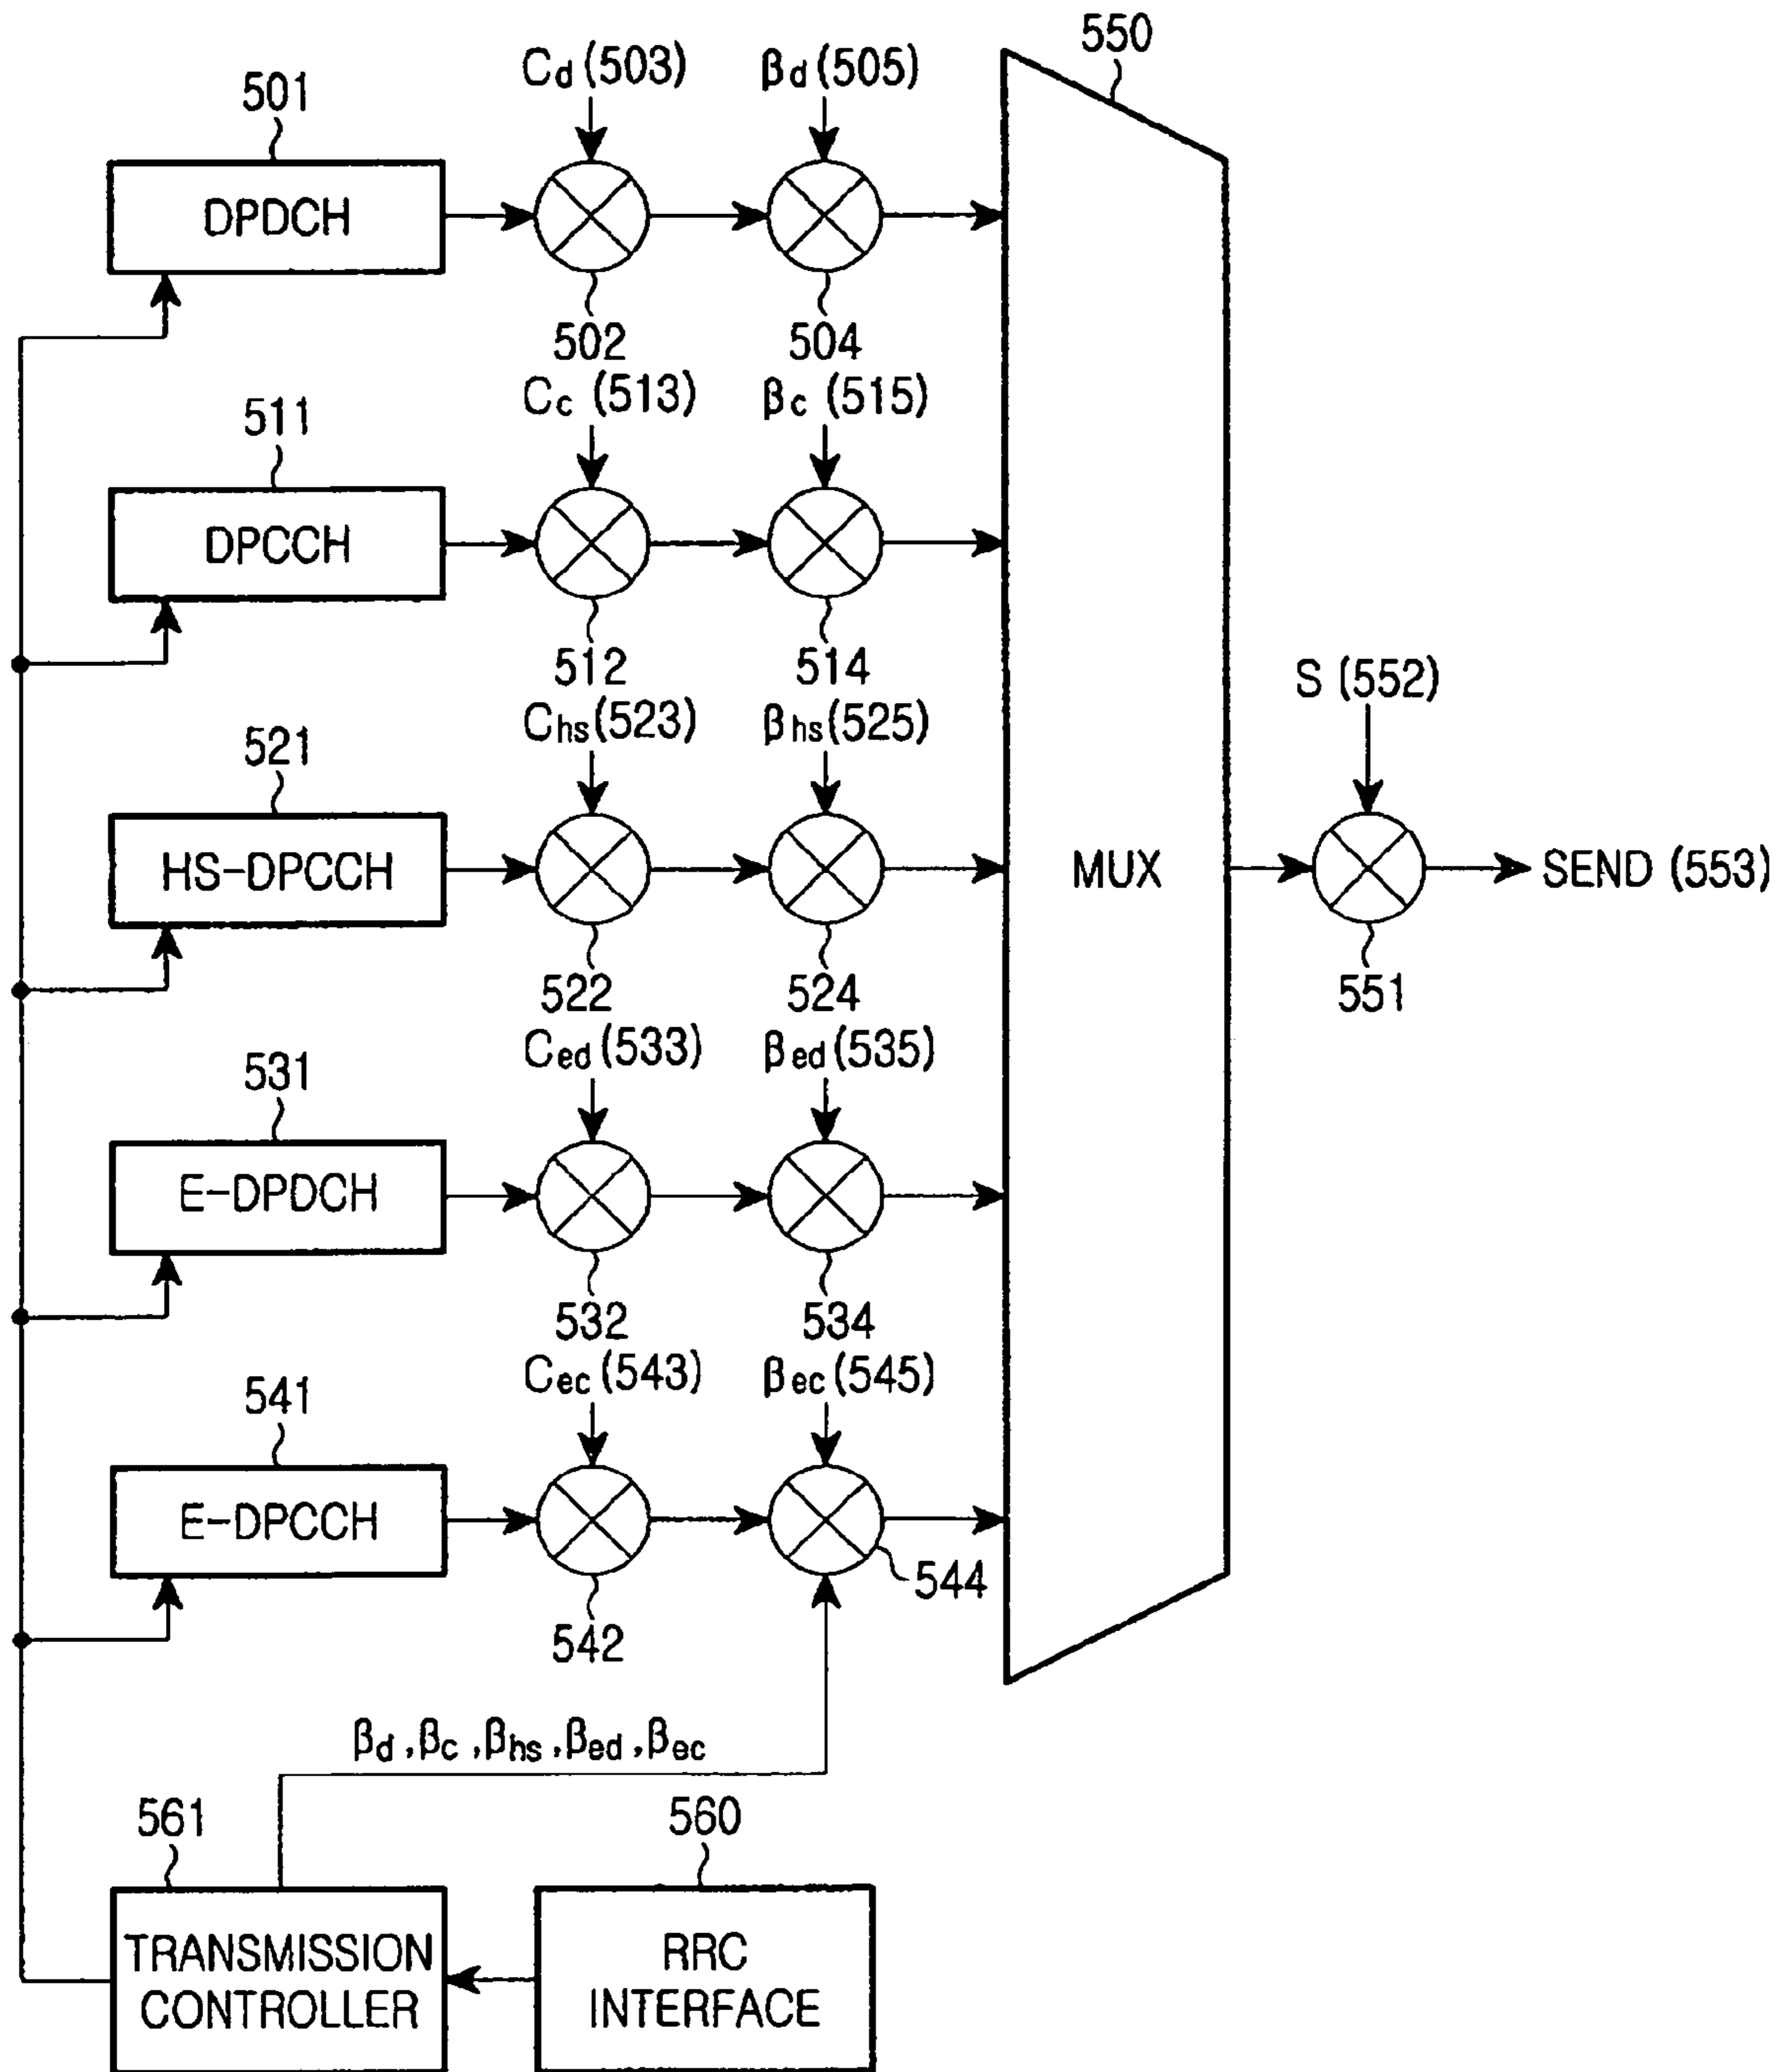 550
Cd (503) βd (505)
501
DPDCH
502 504
Cc (513) βc (515)
511
DPCCH
512 514
S (552)
Chs (523) βhs (525)
521
HS-DPCCH
MUX
SEND (553)
522 524
551
Ced (533) βed (535)
531
E-DPDCH
532 534
Cec (543) βec (545)
541
E-DPCCH
544
542
βd ,βc ,βhs ,βed ,βec
561 560
TRANSMISSION
CONTROLLER
RRC
INTERFACE